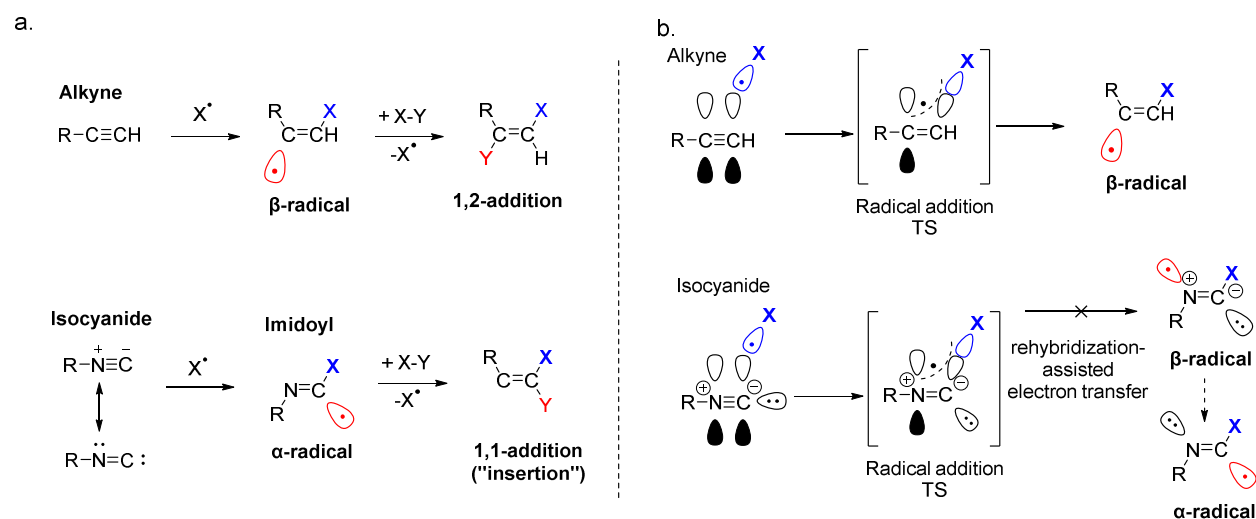 a.
Alkyne
R−C≡CH
X•
R
X
C=CH
β-radical
+ X-Y
-X•
R
X
C=C
Y
H
1,2-addition
Isocyanide
+
−
R−N≡C
R−N=C:
X•
Imidoyl
X
N=C
R
α-radical
+ X-Y
-X•
R
X
C=C
Y
1,1-addition
("insertion")
b.
Alkyne
X
R−C≡CH
X
R−C=CH
Radical addition
TS
R
X
C=CH
β-radical
Isocyanide
X
+
−
R−N≡C
X
+
−
R−N=C
Radical addition
TS
rehybridization-
assisted
electron transfer
+
X
−
N=C
R
β-radical
X
N=C
R
α-radical